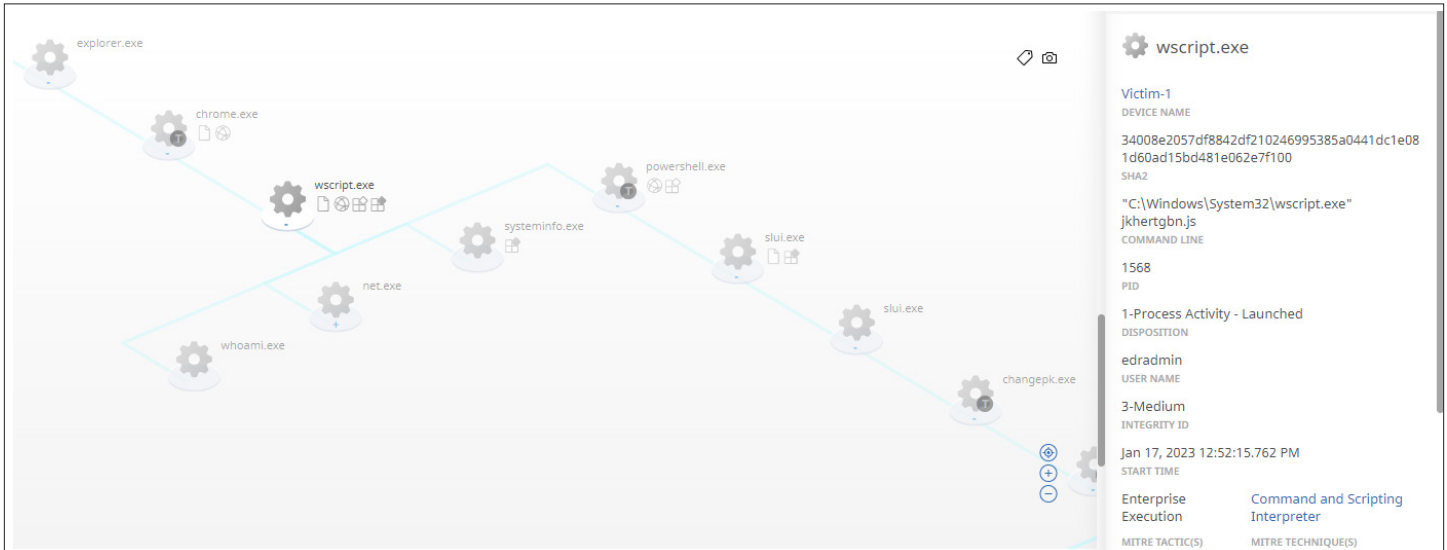 explorer.exe
chrome.exe
T
wscript.exe
powershell.exe
T
systeminfo.exe
slui.exe
net.exe
slui.exe
whoami.exe
changepk.exe
T
wscript.exe
Victim-1
DEVICE NAME
34008e2057df8842df210246995385a0441dc1e08
1d60ad15bd481e062e7f100
SHA2
"C:\Windows\System32\wscript.exe"
jkhertgbn.js
COMMAND LINE
1568
PID
1-Process Activity - Launched
DISPOSITION
edradmin
USER NAME
3-Medium
INTEGRITY ID
Jan 17, 2023 12:52:15.762 PM
START TIME
Enterprise Command and Scripting
Execution Interpreter
MITRE TACTIC(S) MITRE TECHNIQUE(S)